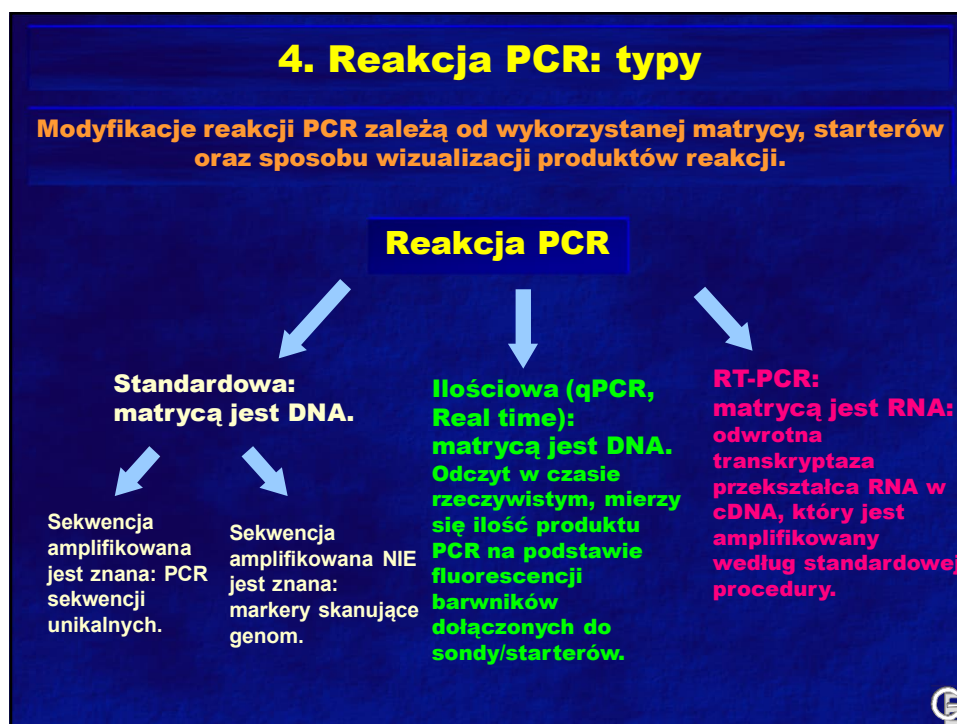 4. Reakcja PCR: typy
Modyfikacje reakcji PCR zależą od wykorzystanej matrycy, starterów
oraz sposobu wizualizacji produktów reakcji.
Reakcja PCR
Standardowa:
matrycą jest DNA.
Sekwencja
amplifikowana
jest znana: PCR
sekwencji
unikalnych.
Sekwencja
amplifikowana NIE
jest znana:
markery skanujące
genom.
Ilościowa (qPCR,
Real time):
matrycą jest DNA.
Odczyt w czasie
rzeczywistym, mierzy
się ilość produktu
PCR na podstawie
fluorescencji
barwników
dołączonych do
sondy/starterów.
RT-PCR:
matrycą jest RNA:
odwrotna
transkryptaza
przekształca RNA w
cDNA, który jest
amplifikowany
według standardowej
procedury.